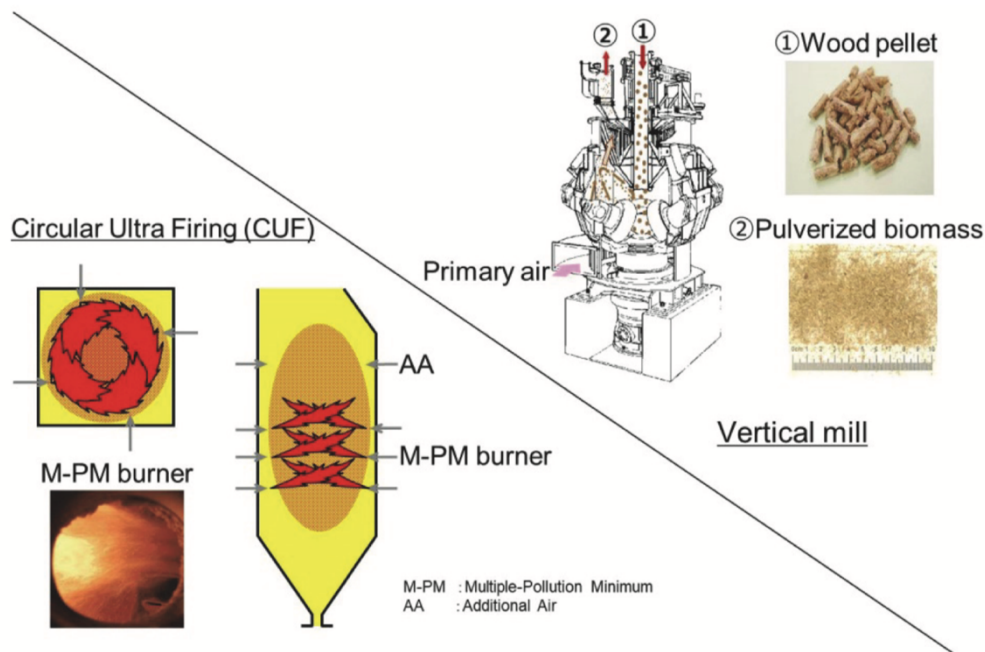 ② ①
①Wood pellet
②Pulverized biomass
Primary air
Vertical mill
Circular Ultra Firing (CUF)
AA
M-PM burner
M-PM burner
M-PM : Multiple-Pollution Minimum
AA : Additional Air